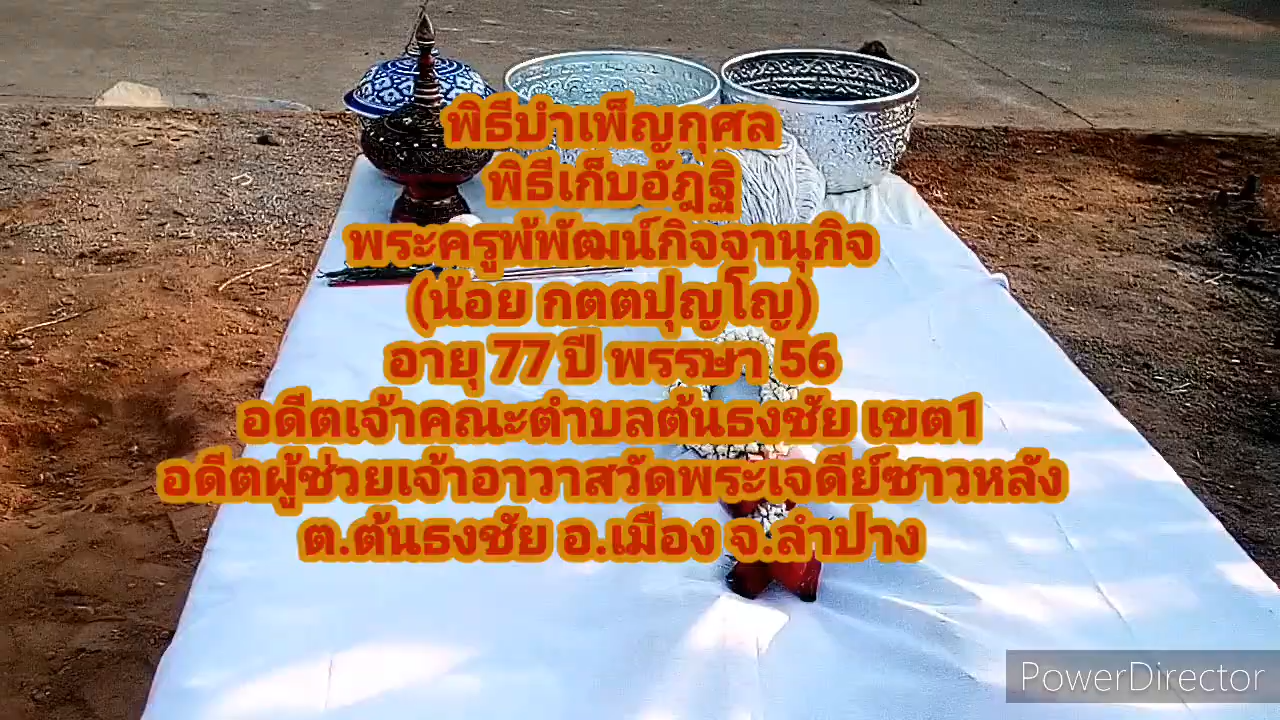 พิธีบำเพ็ญกุศล
พิธีเก็บอัฎฐิ
พระครูพ้พัฒน์กิจจานุกิจ
(น้อย กตตปุญโญ)
อายุ 77 ปี พรรษา 56
อดีตเจ้าคณะตำบลต้นธงชัย เขต1
อดีตผู้ช่วยเจ้าอาวาสวัดพระเจดีย์ซาวหลัง
ต.ต้นธงชัย อ.เมือง จ.ลำปาง
PowerDirector